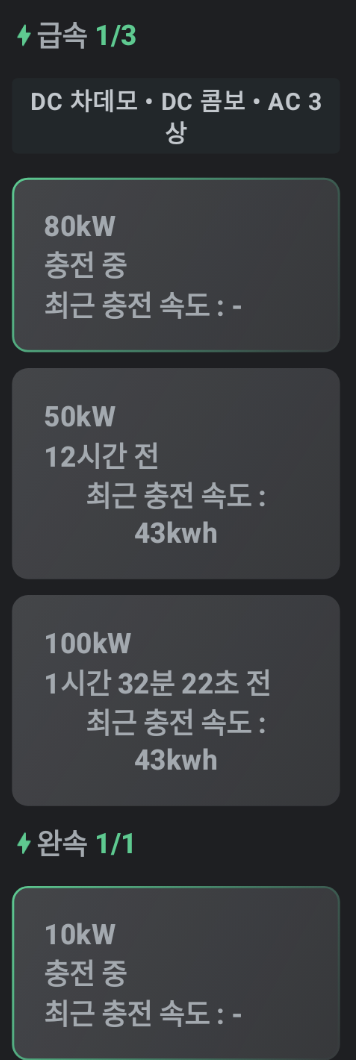 급속 1/3
DC 차데모 • DC 콤보 • AC 3
상
80kW
충전 중
최근 충전 속도 : -
50kW
12시간 전
최근 충전 속도 :
43kwh
100kW
1시간 32분 22초 전
최근 충전 속도 :
43kwh
완속 1/1
10kW
충전 중
최근 충전 속도 : -